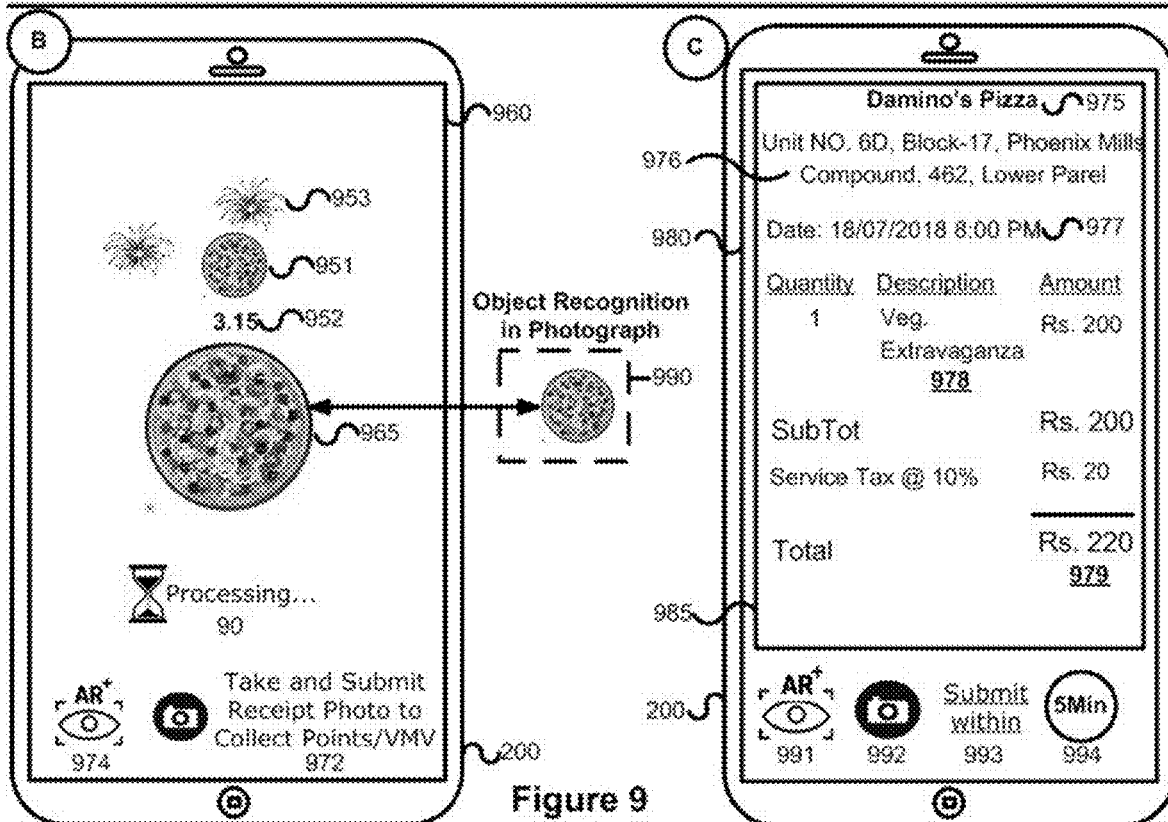 B
960
953
951
3.15 952
965
Processing...
90
AR+
974
Take and Submit
Receipt Photo to
Collect Points/VMV
972
200
Object Recognition
in Photograph
990
Figure 9
C
Damino's Pizza 975
Unit NO. 6D, Block-17, Phoenix Mills
976
Compound, 462, Lower Parel
980
Date: 18/07/2018 8:00 PM 977
Quantity Description Amount
1 Veg. Rs. 200
Extravaganza
978
SubTot Rs. 200
Service Tax @ 10% Rs. 20
Total Rs. 220
979
985
200
AR+
991
992
Submit
within
993
5Min
994